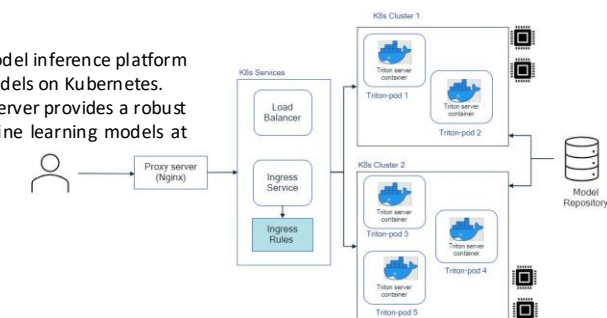 odel inference platform
dels on Kubernetes.
erver provides a robust
ine learning models at
Proxy server
(Nginx)
K8s Services
Load
Balancer
Ingress
Service
Ingress
Rules
K8s Cluster 1
Triton server
container
Triton-pod 1
Triton server
container
Triton-pod 2
K8s Cluster 2
Triton server
container
Triton-pod 3
Triton server
container
Triton-pod 4
Triton server
container
Triton-pod 5
Model
Repository